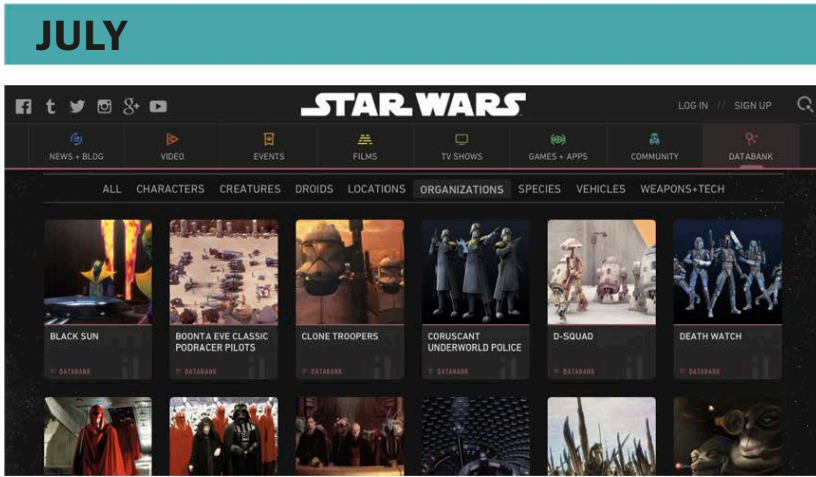 JULY
f t g+
STAR WARS
LOG IN // SIGN UP
NEWS + BLOG VIDEO EVENTS FILMS TV SHOWS GAMES + APPS COMMUNITY DATABANK
ALL CHARACTERS CREATURES DROIDS LOCATIONS ORGANIZATIONS SPECIES VEHICLES WEAPONS+TECH
BLACK SUN
BOONTA EVE CLASSIC
PODRACER PILOTS
CLONE TROOPERS
CORUSCANT
UNDERWORLD POLICE
D-SQUAD
DEATH WATCH
DATABANK DATABANK DATABANK DATABANK DATABANK DATABANK